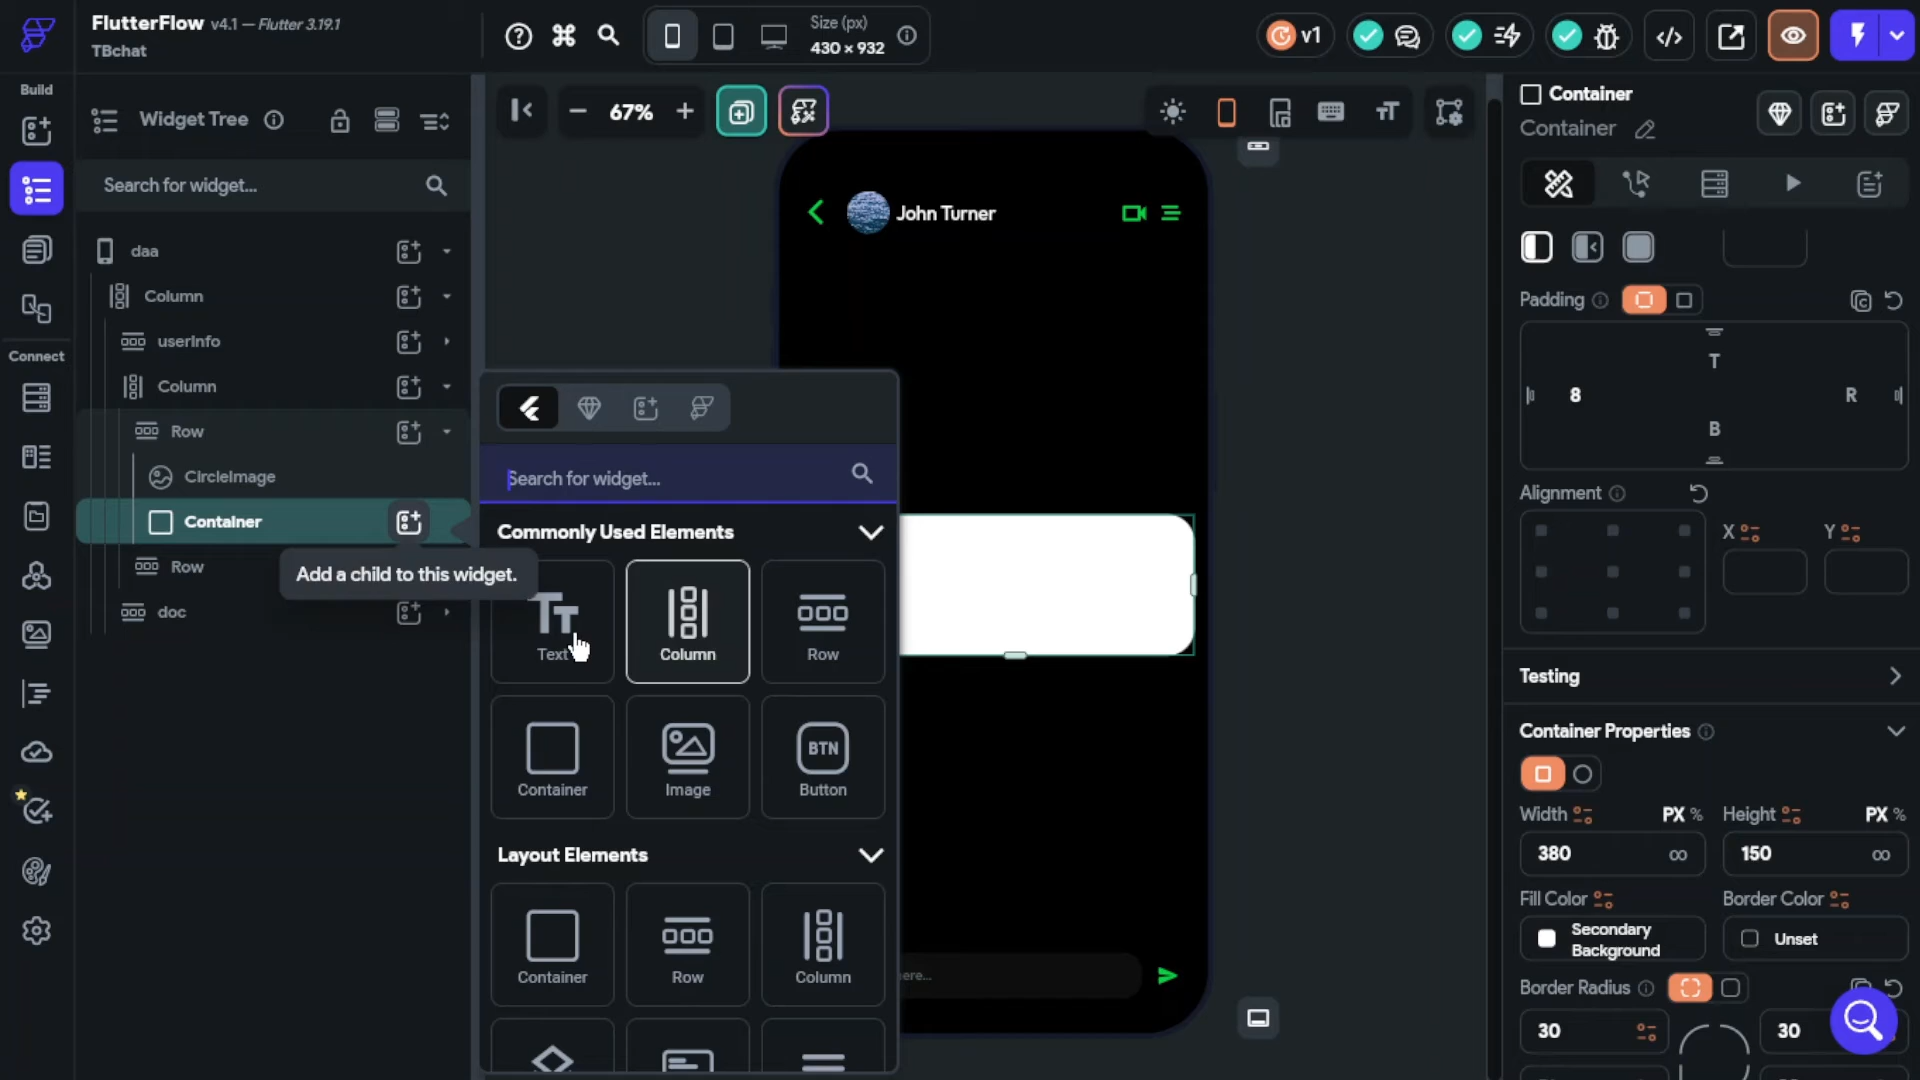 FlutterFlow v4.1 — Flutter 3.19.1
TBchat
Size (px)
430 × 932
v1
Build
Connect
Widget Tree
Search for widget...
daa
Column
userInfo
Column
Row
CircleImage
Container
Row
doc
Add a child to this widget.
67%
Search for widget...
Commonly Used Elements
Text
Column
Row
Container
Image
BTN
Button
Layout Elements
Container
Row
Column
John Turner
ere...
Container
Container
Padding
T
8
R
B
Alignment
X
Y
Testing
Container Properties
Width PX %
Height PX %
380
150
Fill Color
Border Color
Secondary
Background
Unset
Border Radius
30
30